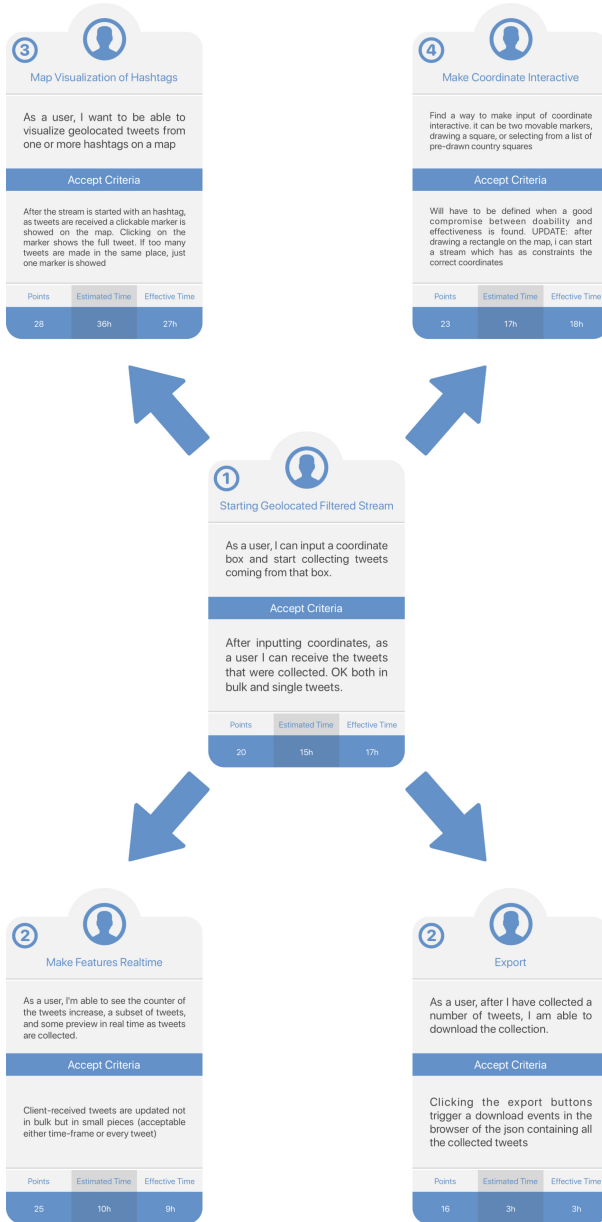 3
Map Visualization of Hashtags
As a user, I want to be able to
visualize geolocated tweets from
one or more hashtags on a map
Accept Criteria
After the stream is started with an hashtag,
as tweets are received a clickable marker is
showed on the map. Clicking on the
marker shows the full tweet. If too many
tweets are made in the same place, just
one marker is showed
Points Estimated Time Effective Time
28 36h 27h
4
Make Coordinate Interactive
Find a way to make input of coordinate
interactive. it can be two movable markers,
drawing a square, or selecting from a list of
pre-drawn country squares
Accept Criteria
Will have to be defined when a good
compromise between doability and
effectiveness is found. UPDATE: after
drawing a rectangle on the map, i can start
a stream which has as constraints the
correct coordinates
Points Estimated Time Effective Time
23 17h 18h
1
Starting Geolocated Filtered Stream
As a user, I can input a coordinate
box and start collecting tweets
coming from that box.
Accept Criteria
After inputting coordinates, as
a user I can receive the tweets
that were collected. OK both in
bulk and single tweets.
Points Estimated Time Effective Time
20 15h 17h
2
Make Features Realtime
As a user, I'm able to see the counter of
the tweets increase, a subset of tweets,
and some preview in real time as tweets
are collected.
Accept Criteria
Client-received tweets are updated not
in bulk but in small pieces (acceptable
either time-frame or every tweet)
Points Estimated Time Effective Time
25 10h 9h
2
Export
As a user, after I have collected a
number of tweets, I am able to
download the collection.
Accept Criteria
Clicking the export buttons
trigger a download events in the
browser of the json containing all
the collected tweets
Points Estimated Time Effective Time
16 3h 3h